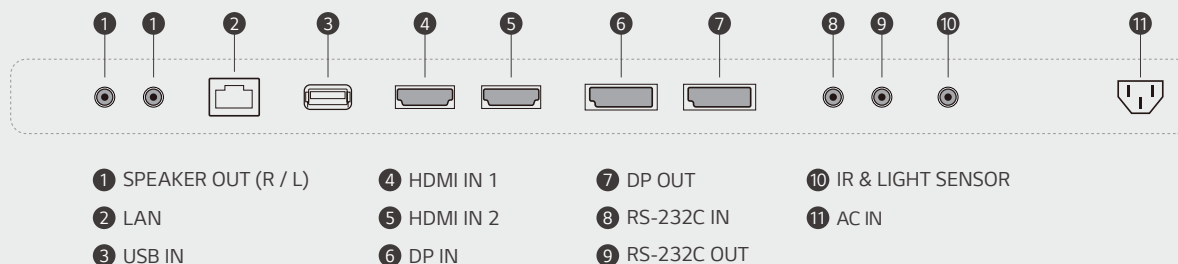 1 1 2 3 4 5 6 7 8 9 10 11
1 SPEAKER OUT (R / L)
2 LAN
3 USB IN
4 HDMI IN 1
5 HDMI IN 2
6 DP IN
7 DP OUT
8 RS-232C IN
9 RS-232C OUT
10 IR & LIGHT SENSOR
11 AC IN